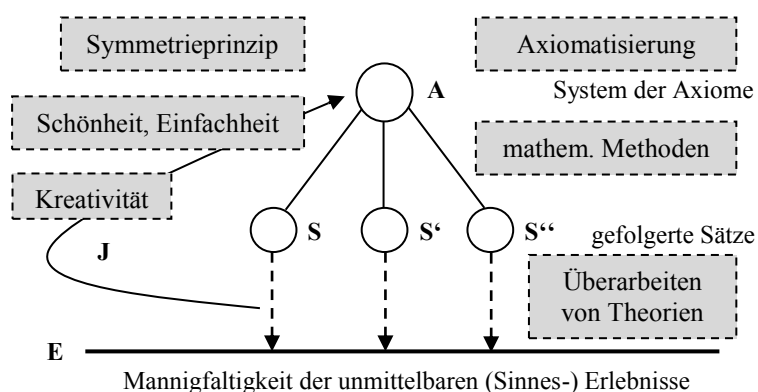 Symmetrieprinzip
Axiomatisierung
A
System der Axiome
Schönheit, Einfachheit
mathem. Methoden
Kreativität
J
S
S‘
S‘‘
gefolgerte Sätze
Überarbeiten
von Theorien
E
Mannigfaltigkeit der unmittelbaren (Sinnes-) Erlebnisse